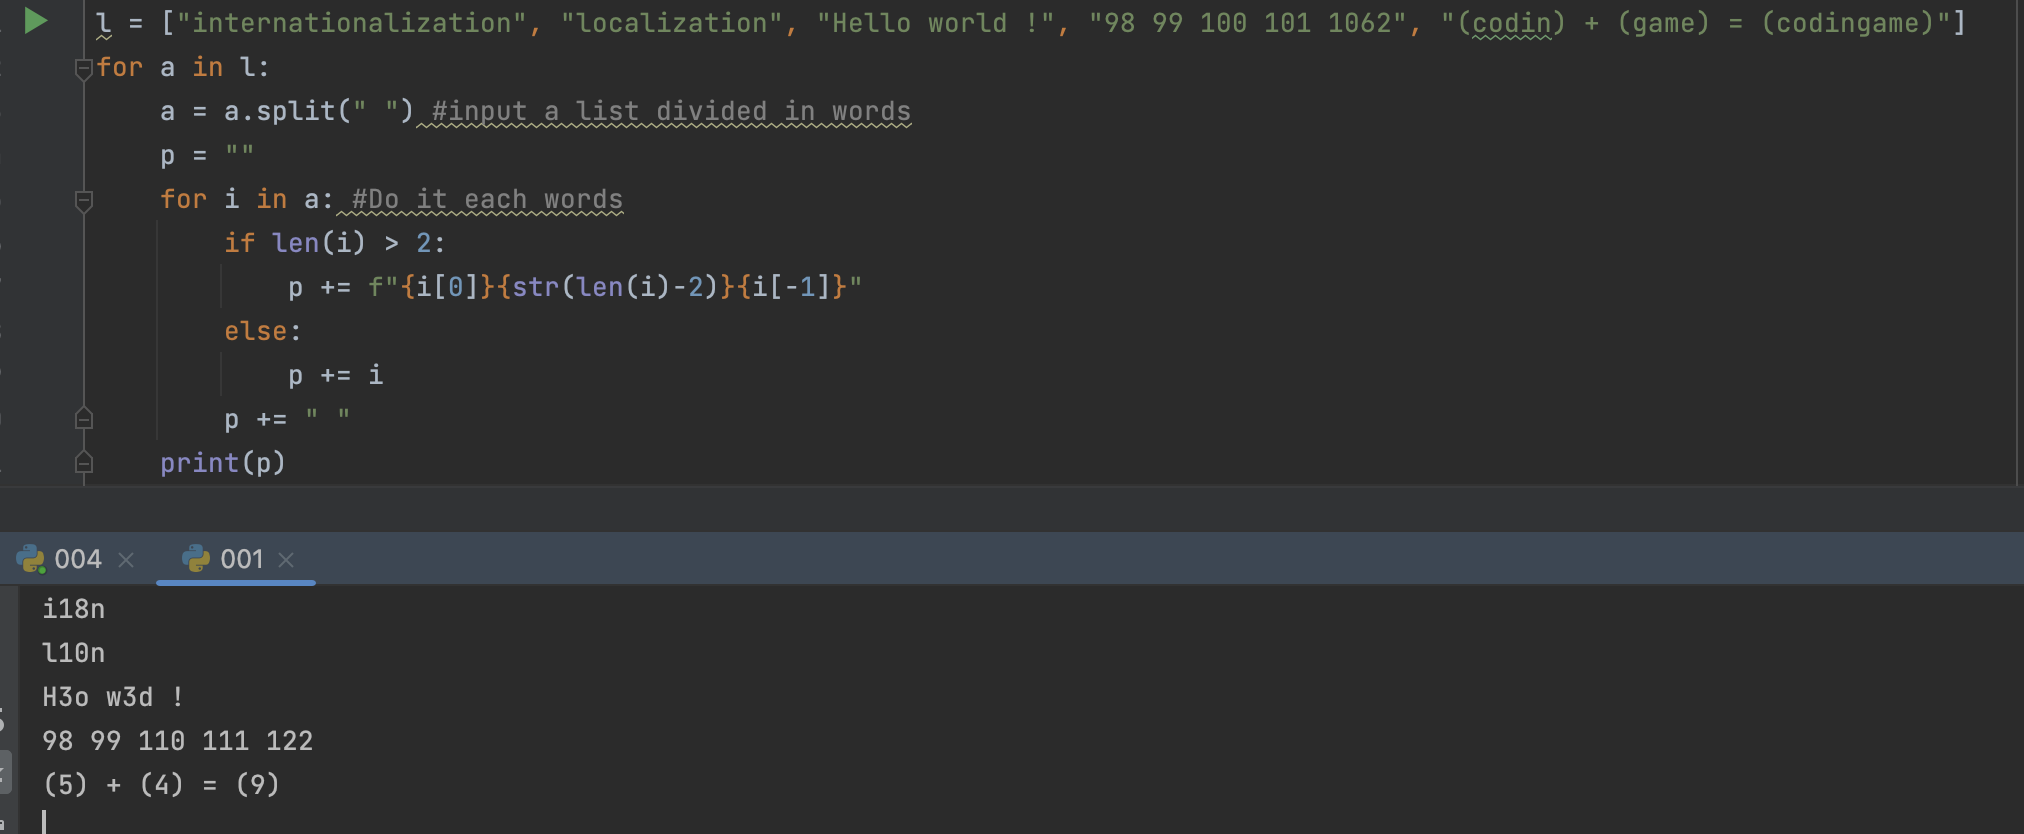 l = ["internationalization", "localization", "Hello world !", "98 99 100 101 1062", "(codin) + (game) = (codingame)"]
for a in l:
    a = a.split(" ") #input a list divided in words
    p = ""
    for i in a: #Do it each words
        if len(i) > 2:
            p += f"{i[0]}{str(len(i)-2)}{i[-1]}"
        else:
            p += i
        p += " "
    print(p)
004 001
i18n
l10n
H3o w3d !
98 99 110 111 122
(5) + (4) = (9)